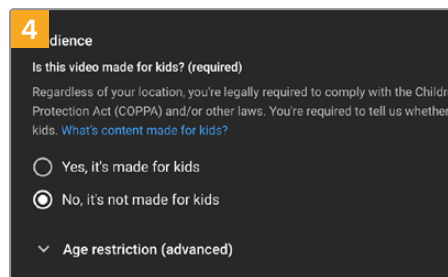 4
dience
Is this video made for kids? (required)
Regardless of your location, you're legally required to comply with the Childr
Protection Act (COPPA) and/or other laws. You're required to tell us whether
kids. What's content made for kids?
Yes, it's made for kids
No, it's not made for kids
Age restriction (advanced)